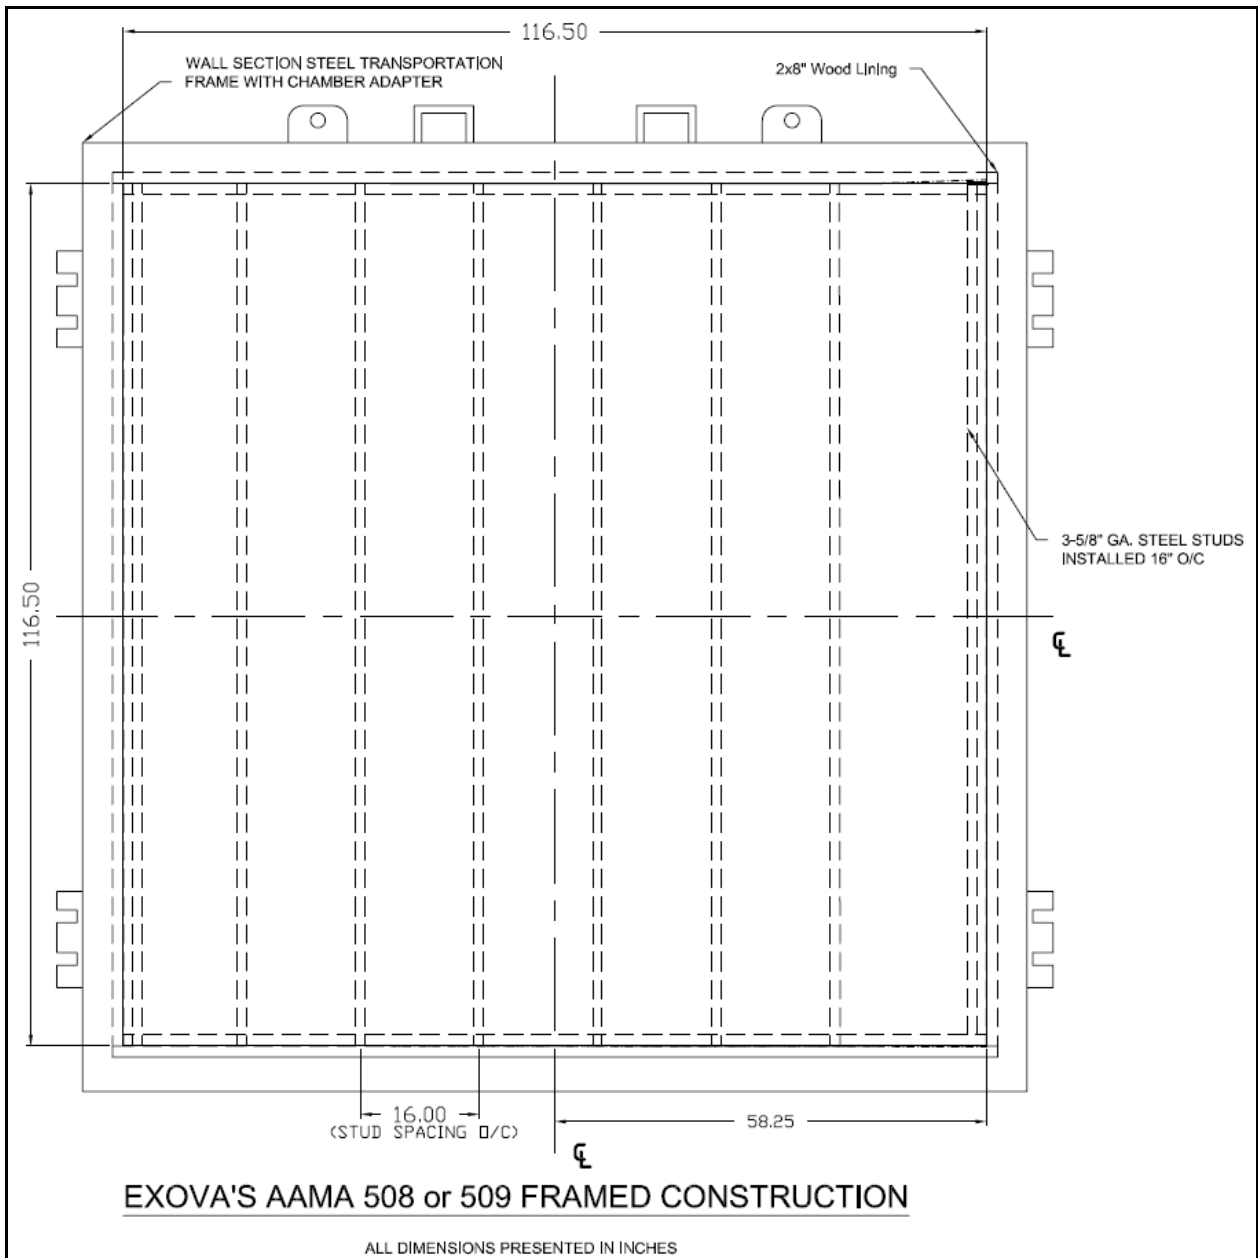 116.50
WALL SECTION STEEL TRANSPORTATION
FRAME WITH CHAMBER ADAPTER
2x8" Wood Lining
116.50
3-5/8" GA. STEEL STUDS
INSTALLED 16" O/C
℄
16.00
(STUD SPACING O/C)
58.25
℄
EXOVA'S AAMA 508 or 509 FRAMED CONSTRUCTION
ALL DIMENSIONS PRESENTED IN INCHES